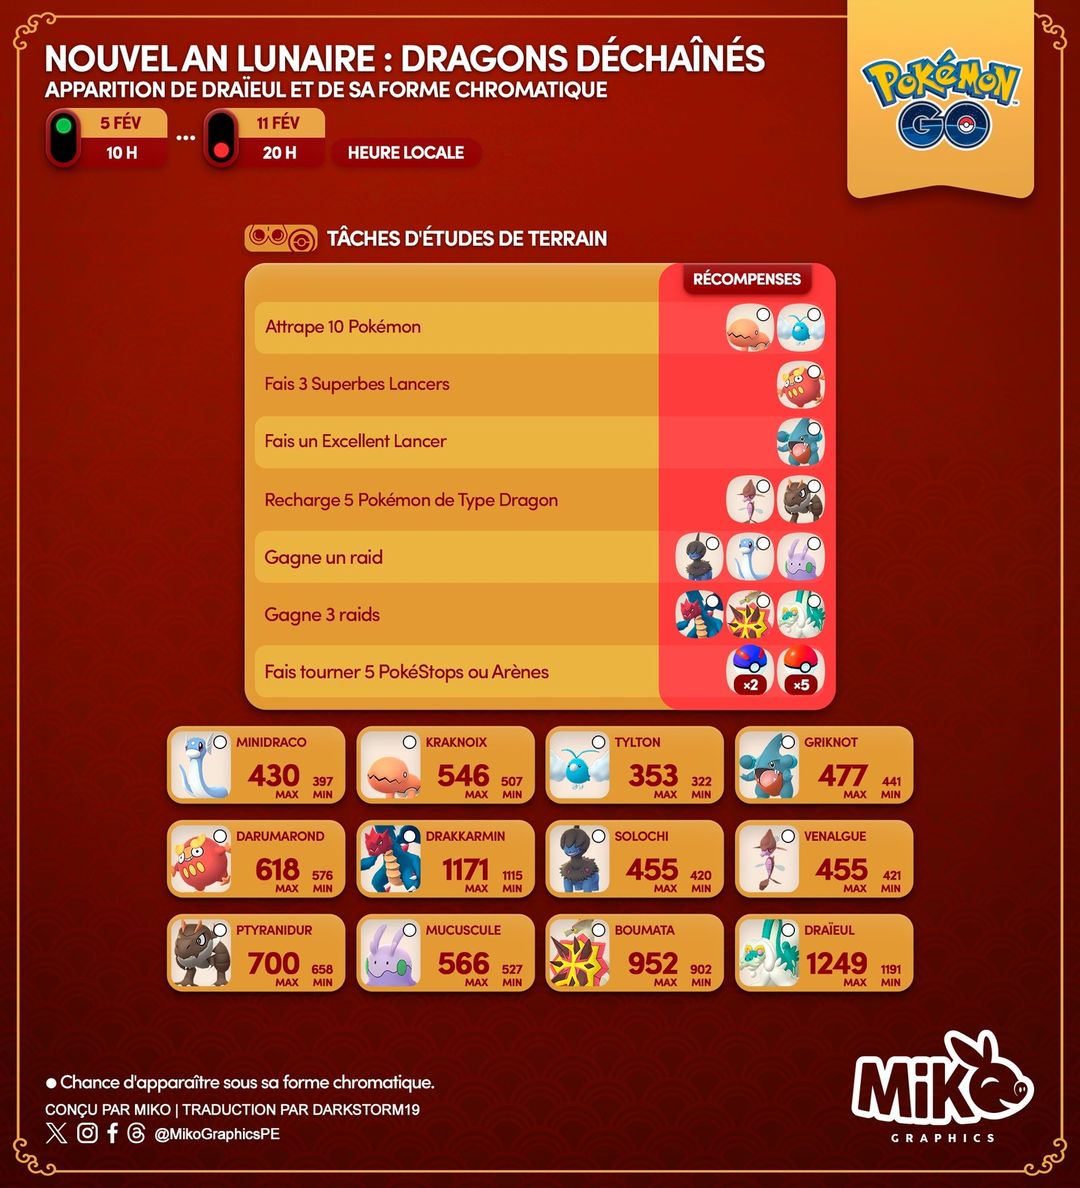 NOUVEL AN LUNAIRE : DRAGONS DÉCHAÎNÉS
APPARITION DE DRAÏEUL ET DE SA FORME CHROMATIQUE
5 FÉV ... 11 FÉV
10 H 20 H HEURE LOCALE
POKÉMON
GO
TÂCHES D'ÉTUDES DE TERRAIN
RÉCOMPENSES
Attrape 10 Pokémon
Fais 3 Superbes Lancers
Fais un Excellent Lancer
Recharge 5 Pokémon de Type Dragon
Gagne un raid
Gagne 3 raids
Fais tourner 5 PokéStops ou Arènes
×2 ×5
MINIDRACO KRAKNOIX TYLTON GRIKNOT
430 397 546 507 353 322 477 441
MAX MIN MAX MIN MAX MIN MAX MIN
DARUMAROND DRAKKARMIN SOLOCHI VENALGUE
618 576 1171 1115 455 420 455 421
MAX MIN MAX MIN MAX MIN MAX MIN
PTYRANIDUR MUCUSCULE BOUMATA DRAÏEUL
700 658 566 527 952 902 1249 1191
MAX MIN MAX MIN MAX MIN MAX MIN
Chance d'apparaître sous sa forme chromatique.
CONÇU PAR MIKO | TRADUCTION PAR DARKSTORM19
@MikoGraphicsPE
MiKO
GRAPHICS